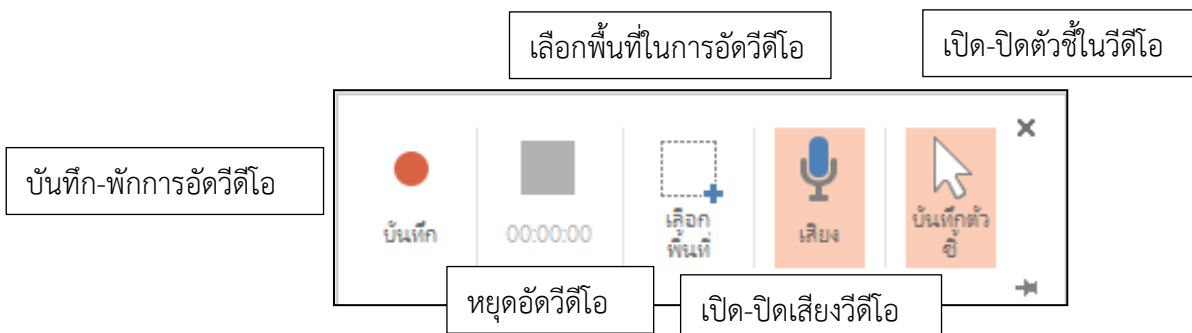 เลือกพื้นที่ในการอัดวีดีโอ
เปิด-ปิดตัวชี้ในวีดีโอ
บันทึก-พักการอัดวีดีโอ
บันทึก
00:00:00
เลือก
พื้นที่
เสียง
บันทึกตัว
ชี้
หยุดอัดวีดีโอ
เปิด-ปิดเสียงวีดีโอ